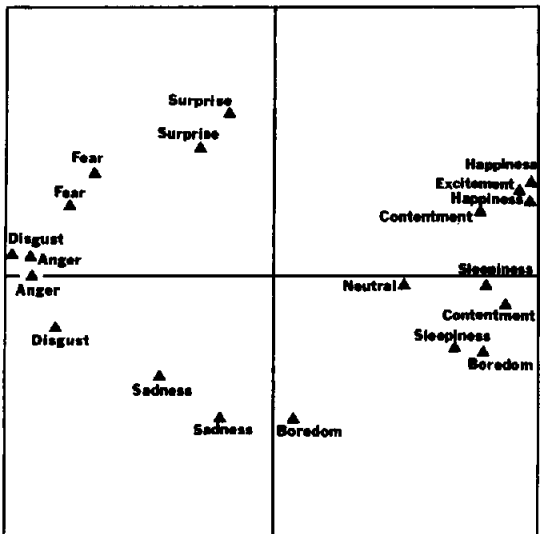 Surprise
Surprise
Fear
Happiness
Excitement
Fear
Happiness
Contentment
Disgust
Anger
Sleepiness
Neutral
Anger
Contentment
Sleepiness
Disgust
Boredom
Sadness
Sadness
Boredom